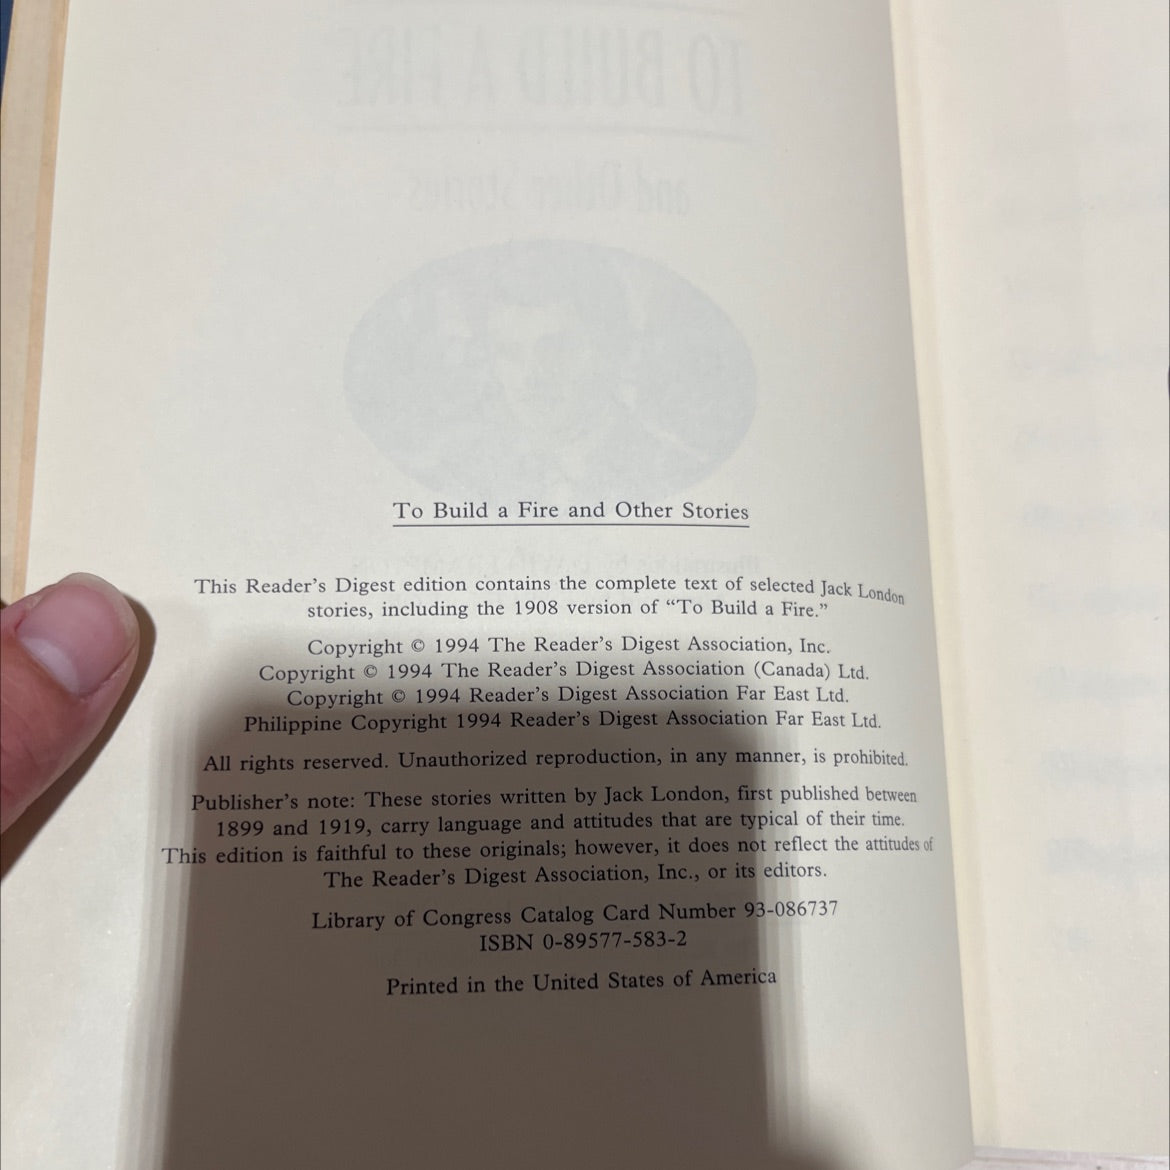 To Build a Fire and Other Stories
This Reader's Digest edition contains the complete text of selected Jack London
stories, including the 1908 version of “To Build a Fire.”
Copyright © 1994 The Reader's Digest Association, Inc.
Copyright © 1994 The Reader's Digest Association (Canada) Ltd.
Copyright © 1994 Reader's Digest Association Far East Ltd.
Philippine Copyright 1994 Reader's Digest Association Far East Ltd.
All rights reserved. Unauthorized reproduction, in any manner, is prohibited.
Publisher's note: These stories written by Jack London, first published between
1899 and 1919, carry language and attitudes that are typical of their time.
This edition is faithful to these originals; however, it does not reflect the attitudes of
The Reader's Digest Association, Inc., or its editors.
Library of Congress Catalog Card Number 93-086737
ISBN 0-89577-583-2
Printed in the United States of America